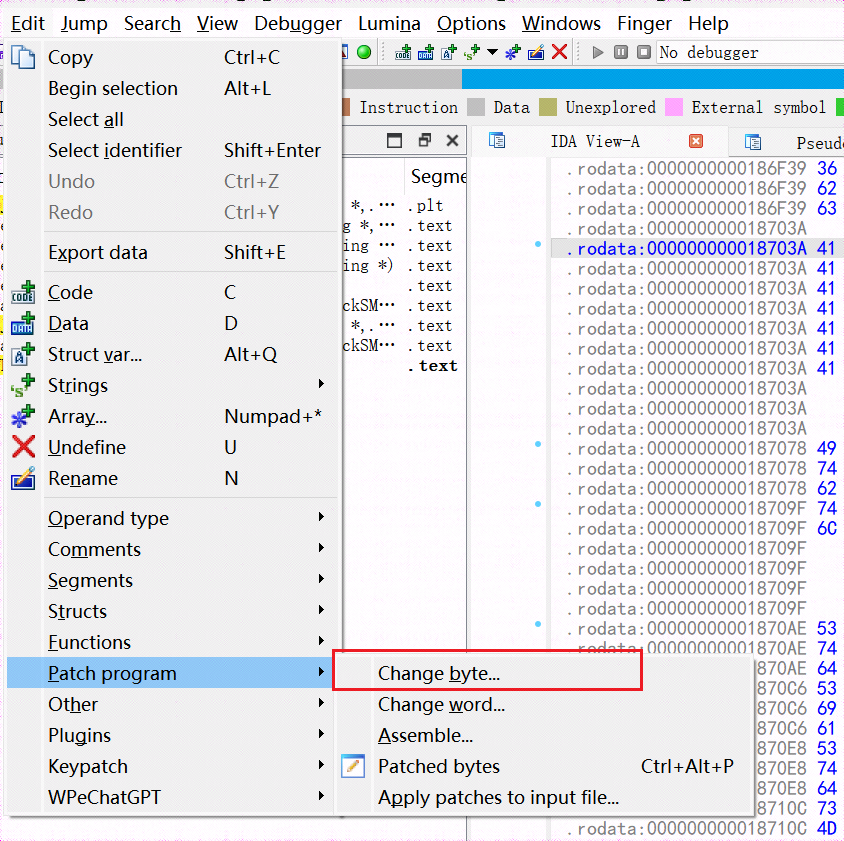 Edit Jump Search View Debugger Lumina Options Windows Finger Help
No debugger
Instruction Data Unexplored External symbol
IDA View-A
Copy Ctrl+C
Begin selection Alt+L
Select all
Select identifier Shift+Enter
Undo Ctrl+Z
Redo Ctrl+Y
Export data Shift+E
Code C
Data D
Struct var... Alt+Q
Strings
Array... Numpad+*
Undefine U
Rename N
Operand type
Comments
Segments
Structs
Functions
Patch program
Other
Plugins
Keypatch
WPeChatGPT
Change byte...
Change word...
Assemble...
Patched bytes Ctrl+Alt+P
Apply patches to input file...
Segme
*,.… .plt
g *,… .text
ing … .text
ing *) .text
.text
ckSM… .text
*,.… .text
ckSM… .text
.text
.rodata:0000000000186F39 36
.rodata:0000000000186F39 62
.rodata:0000000000186F39 63
.rodata:000000000018703A
.rodata:000000000018703A 41
.rodata:000000000018703A 41
.rodata:000000000018703A 41
.rodata:000000000018703A 41
.rodata:000000000018703A 41
.rodata:000000000018703A 41
.rodata:000000000018703A 41
.rodata:000000000018703A
.rodata:000000000018703A
.rodata:000000000018703A
.rodata:0000000000187078 49
.rodata:0000000000187078 74
.rodata:0000000000187078 62
.rodata:000000000018709F 74
.rodata:000000000018709F 6C
.rodata:000000000018709F
.rodata:000000000018709F
.rodata:000000000018709F
.rodata:000000000018709F
.rodata:00000000001870AE 53
.rodata:00000000001870AE 74
870AE 64
870C6 53
870C6 69
870C6 61
870E8 53
870E8 74
870E8 64
8710C 73
.rodata:000000000018710C 4D